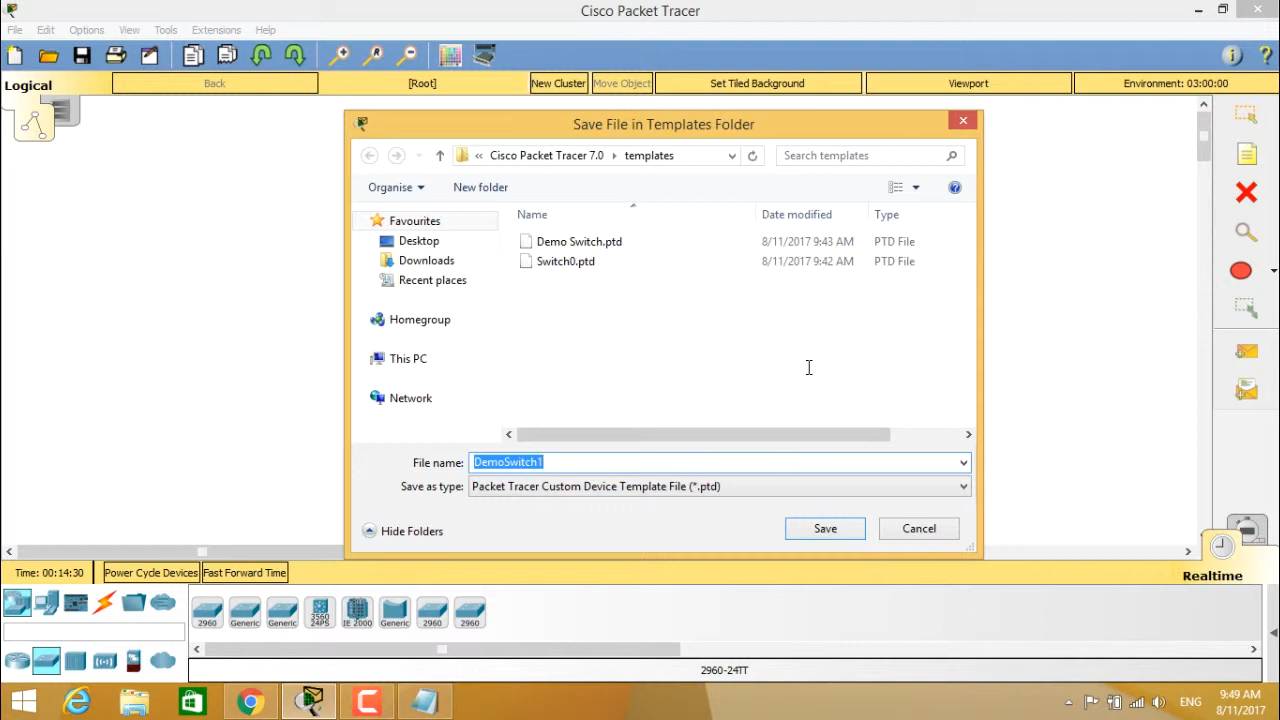 Cisco Packet Tracer
File Edit Options View Tools Extensions Help
Logical
Back
[Root]
New Cluster
Move Object
Set Tiled Background
Viewport
Environment: 03:00:00
Save File in Templates Folder
« Cisco Packet Tracer 7.0 templates
Search templates
Organise
New folder
Name Date modified Type
Favourites
Demo Switch.ptd 8/11/2017 9:43 AM PTD File
Desktop
Switch0.ptd 8/11/2017 9:42 AM PTD File
Downloads
Recent places
Homegroup
This PC
Network
File name: DemoSwitch1
Save as type: Packet Tracer Custom Device Template File (*.ptd)
Hide Folders
Save
Cancel
Time: 00:14:30
Power Cycle Devices
Fast Forward Time
Realtime
2960
Generic
Generic
3560
24PS
IE 2000
Generic
2960
2960
2960-24TT
ENG
9:49 AM
8/11/2017